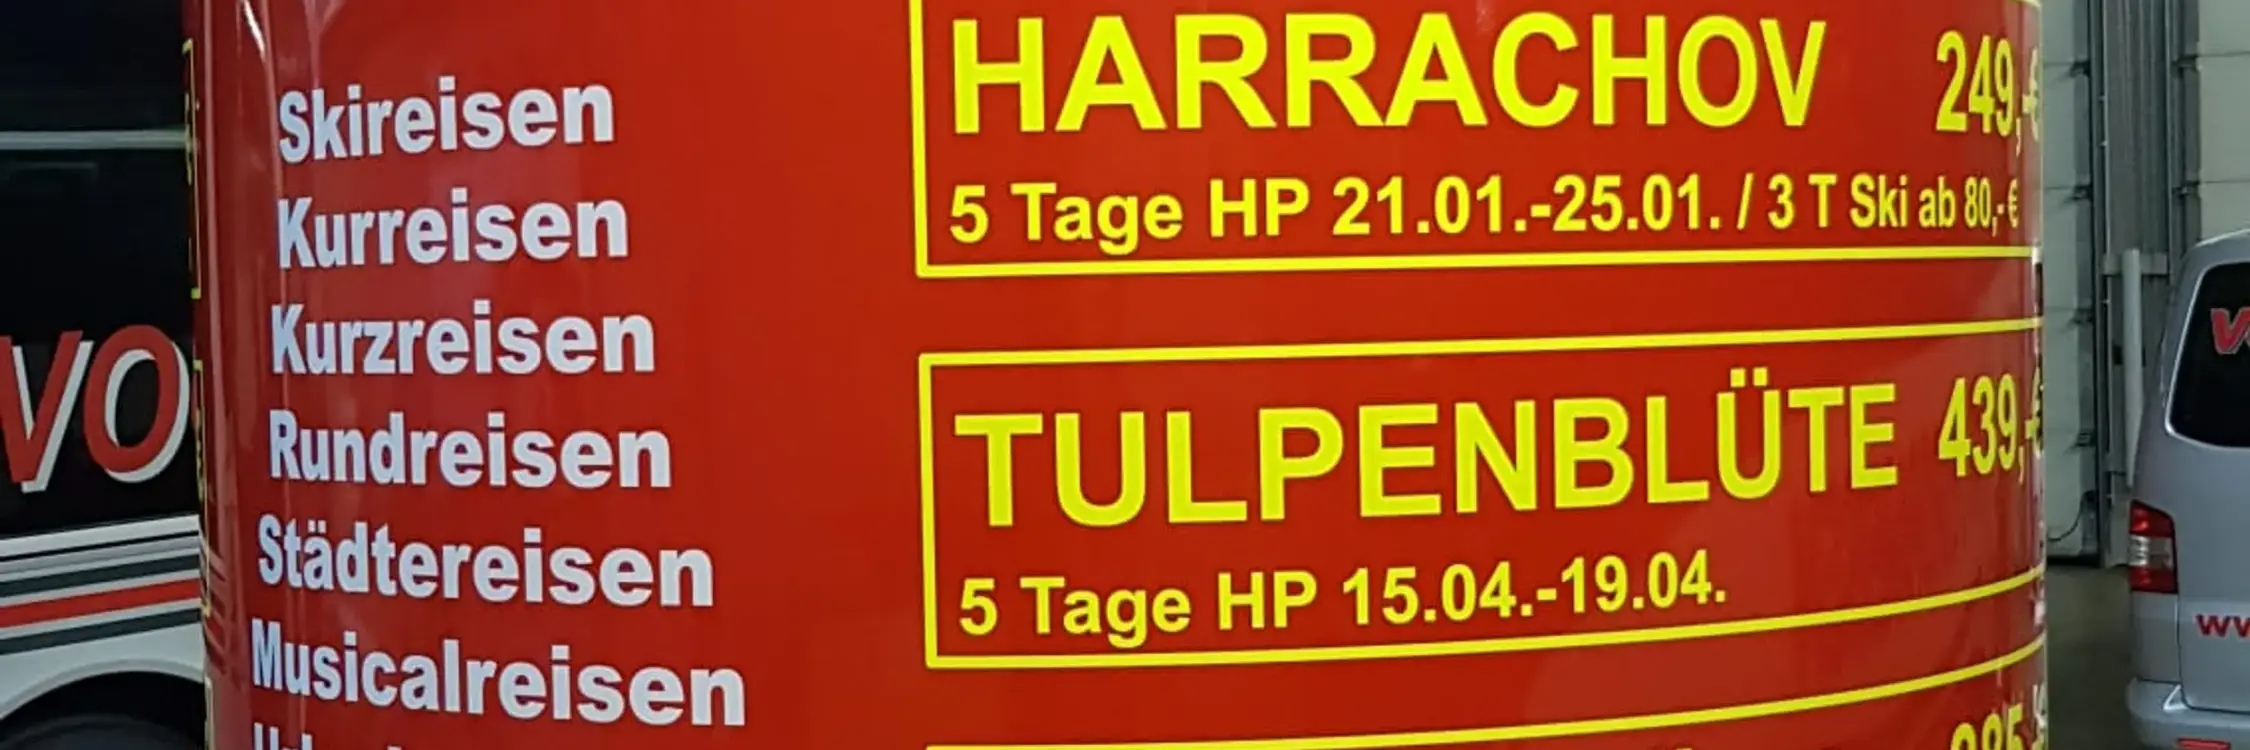 Skireisen
Kurreisen
Kurzreisen
Rundreisen
Städtereisen
Musicalreisen
HARRACHOV 249,-€
5 Tage HP 21.01.-25.01. / 3 T Ski ab 80,-€
TULPENBLÜTE 439,-€
5 Tage HP 15.04.-19.04.
VO